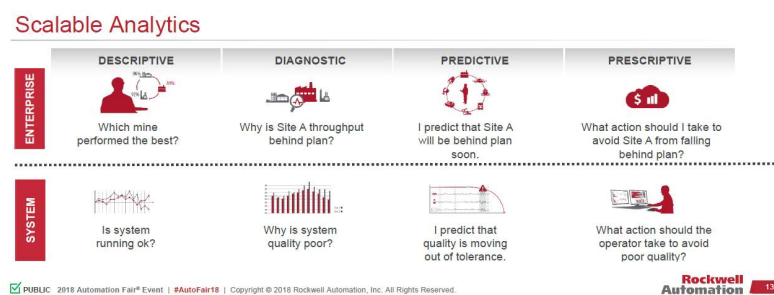 Scalable Analytics
DESCRIPTIVE
DIAGNOSTIC
PREDICTIVE
PRESCRIPTIVE
ENTERPRISE
Which mine
performed the best?
Why is Site A throughput
behind plan?
I predict that Site A
will be behind plan
soon.
What action should I take to
avoid Site A from falling
behind plan?
SYSTEM
Is system
running ok?
Why is system
quality poor?
I predict that
quality is moving
out of tolerance.
What action should the
operator take to avoid
poor quality?
PUBLIC 2018 Automation Fair® Event | #AutoFair18 | Copyright © 2018 Rockwell Automation, Inc. All Rights Reserved.
Rockwell
Automation
13